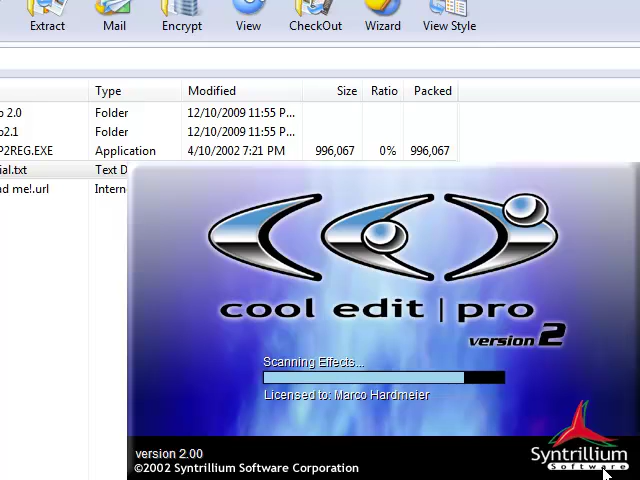 Extract Mail Encrypt View CheckOut Wizard View Style
Type Modified Size Ratio Packed
2.0 Folder 12/10/2009 11:55 P...
2.1 Folder 12/10/2009 11:55 P...
P2REG.EXE Application 4/10/2002 7:21 PM 996,067 0% 996,067
ial.txt Text D
nd me!.url Intern
cool edit | pro
version 2
Scanning Effects...
Licensed to: Marco Hardmeier
version 2.00
©2002 Syntrillium Software Corporation
Syntrillium
Software